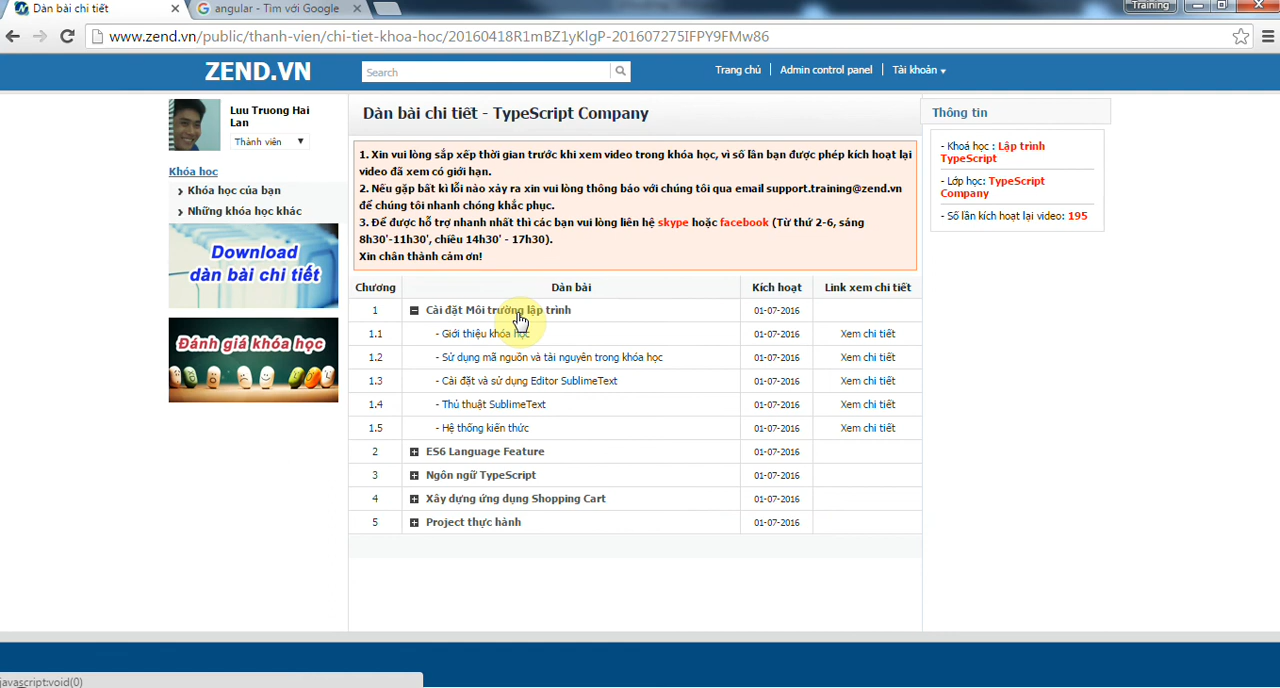 Dàn bài chi tiết
angular - Tìm với Google
Training
www.zend.vn/public/thanh-vien/chi-tiet-khoa-hoc/20160418R1mBZ1yKlgP-201607275IFPY9FMw86
ZEND.VN
Search
Trang chủ
Admin control panel
Tài khoản
Luu Truong Hai
Lan
Thành viên
Khóa học
Khóa học của bạn
Những khóa học khác
Download
dàn bài chi tiết
Đánh giá khóa học
Dàn bài chi tiết - TypeScript Company
1. Xin vui lòng sắp xếp thời gian trước khi xem video trong khóa học, vì số lần bạn được phép kích hoạt lại
video đã xem có giới hạn.
2. Nếu gặp bất kì lỗi nào xảy ra xin vui lòng thông báo với chúng tôi qua email support.training@zend.vn
để chúng tôi nhanh chóng khắc phục.
3. Để được hỗ trợ nhanh nhất thì các bạn vui lòng liên hệ skype hoặc facebook (Từ thứ 2-6, sáng
8h30'-11h30', chiều 14h30' - 17h30).
Xin chân thành cảm ơn!
Chương Dàn bài Kích hoạt Link xem chi tiết
1 Cài đặt Môi trường lập trình 01-07-2016
1.1 - Giới thiệu khóa học 01-07-2016 Xem chi tiết
1.2 - Sử dụng mã nguồn và tài nguyên trong khóa học 01-07-2016 Xem chi tiết
1.3 - Cài đặt và sử dụng Editor SublimeText 01-07-2016 Xem chi tiết
1.4 - Thủ thuật SublimeText 01-07-2016 Xem chi tiết
1.5 - Hệ thống kiến thức 01-07-2016 Xem chi tiết
2 ES6 Language Feature 01-07-2016
3 Ngôn ngữ TypeScript 01-07-2016
4 Xây dựng ứng dụng Shopping Cart 01-07-2016
5 Project thực hành 01-07-2016
Thông tin
- Khoá học : Lập trình
TypeScript
- Lớp học: TypeScript
Company
- Số lần kích hoạt lại video: 195
javascript:void(0)